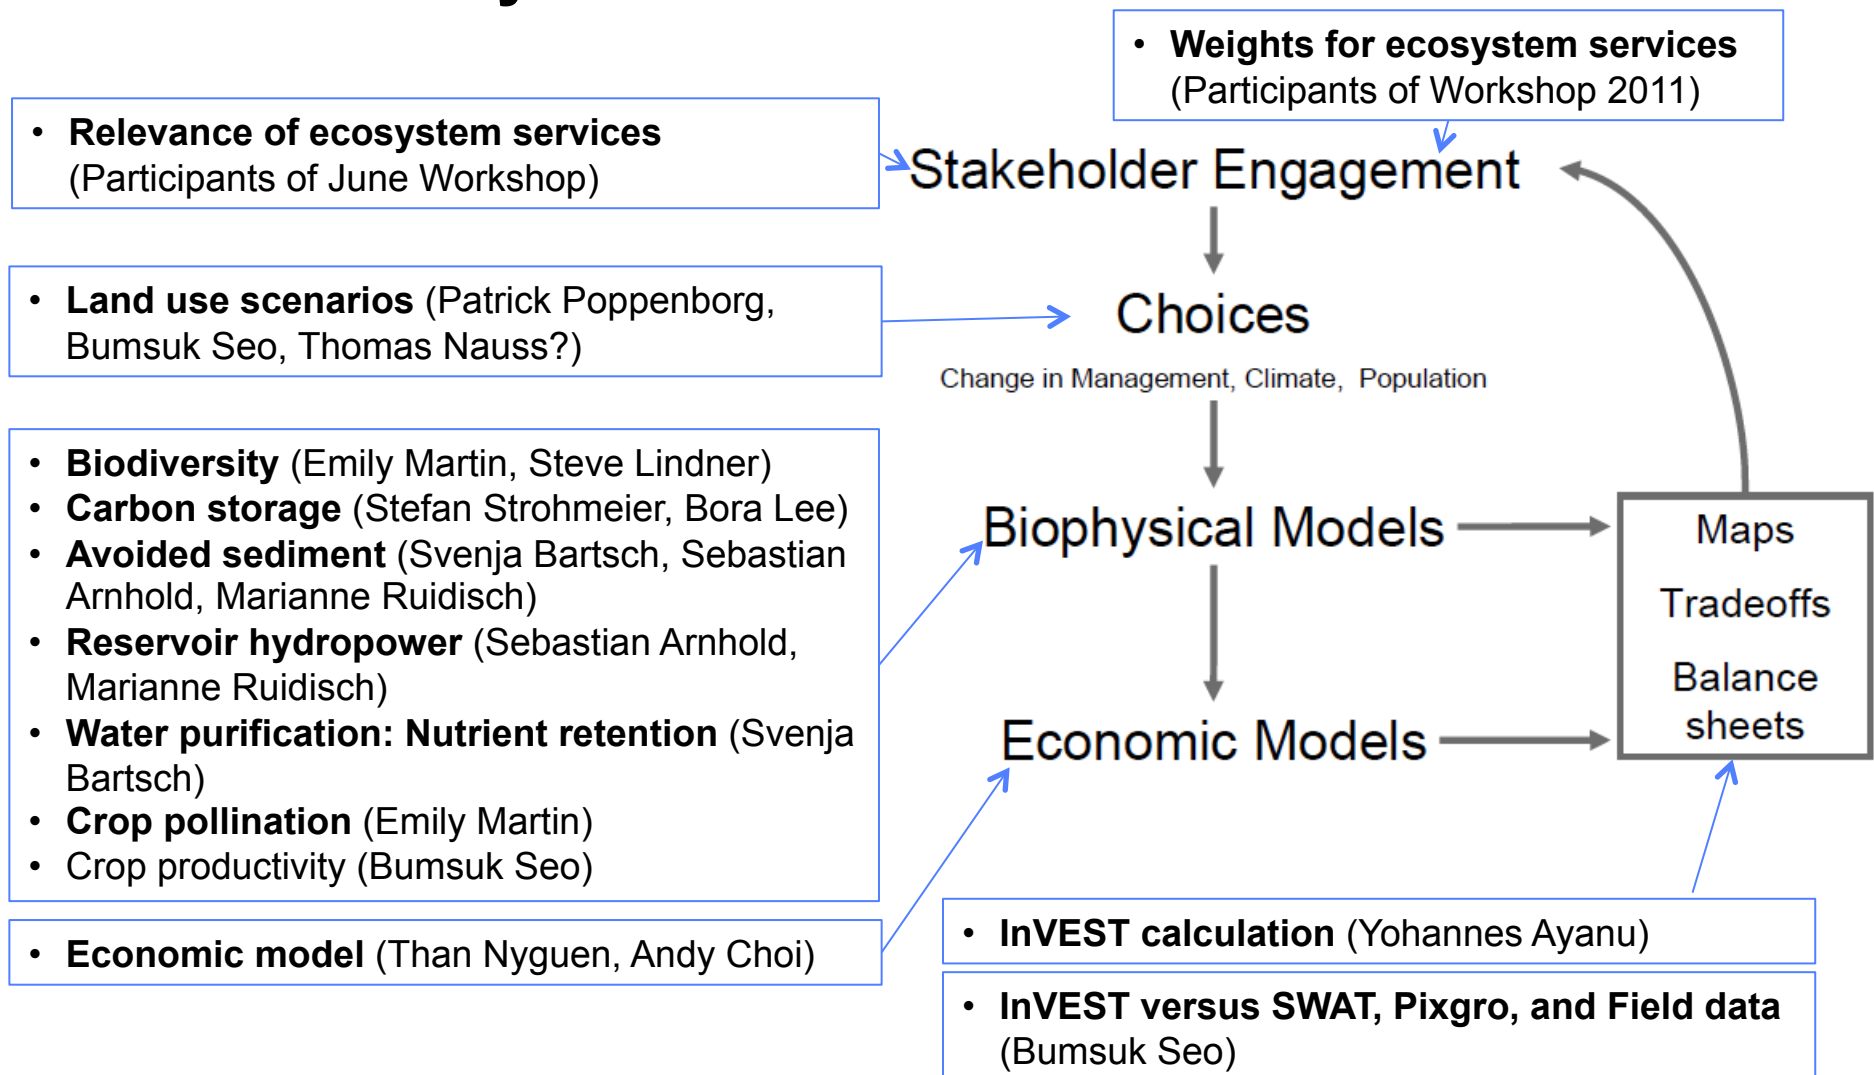 • Weights for ecosystem services
(Participants of Workshop 2011)
• Relevance of ecosystem services
(Participants of June Workshop)
Stakeholder Engagement
• Land use scenarios (Patrick Poppenborg,
Bumsuk Seo, Thomas Nauss?)
Choices
Change in Management, Climate, Population
• Biodiversity (Emily Martin, Steve Lindner)
• Carbon storage (Stefan Strohmeier, Bora Lee)
• Avoided sediment (Svenja Bartsch, Sebastian
Arnhold, Marianne Ruidisch)
• Reservoir hydropower (Sebastian Arnhold,
Marianne Ruidisch)
• Water purification: Nutrient retention (Svenja
Bartsch)
• Crop pollination (Emily Martin)
• Crop productivity (Bumsuk Seo)
Biophysical Models
Maps
Tradeoffs
Balance
sheets
Economic Models
• Economic model (Than Nyguen, Andy Choi)
• InVEST calculation (Yohannes Ayanu)
• InVEST versus SWAT, Pixgro, and Field data
(Bumsuk Seo)